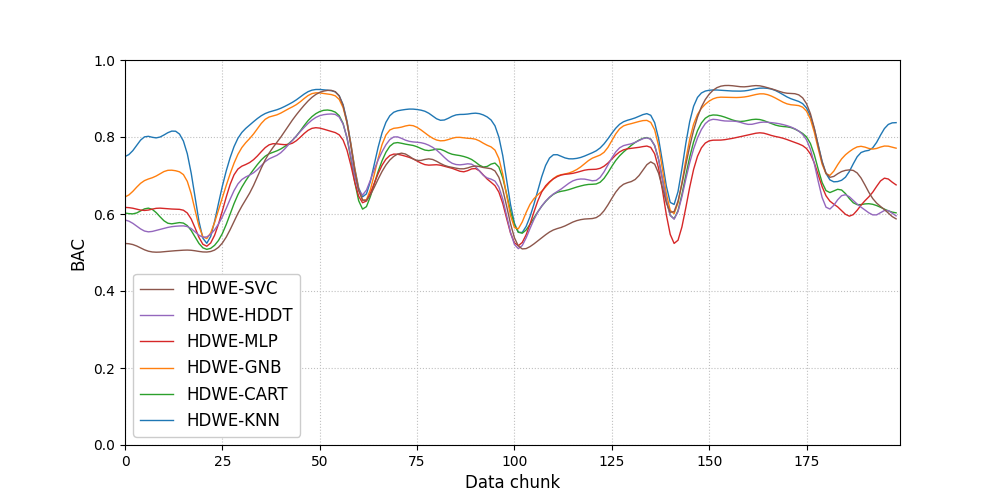 1.0
0.8
0.6
0.4
0.2
0.0
BAC
HDWE-SVC
HDWE-HDDT
HDWE-MLP
HDWE-GNB
HDWE-CART
HDWE-KNN
0 25 50 75 100 125 150 175
Data chunk